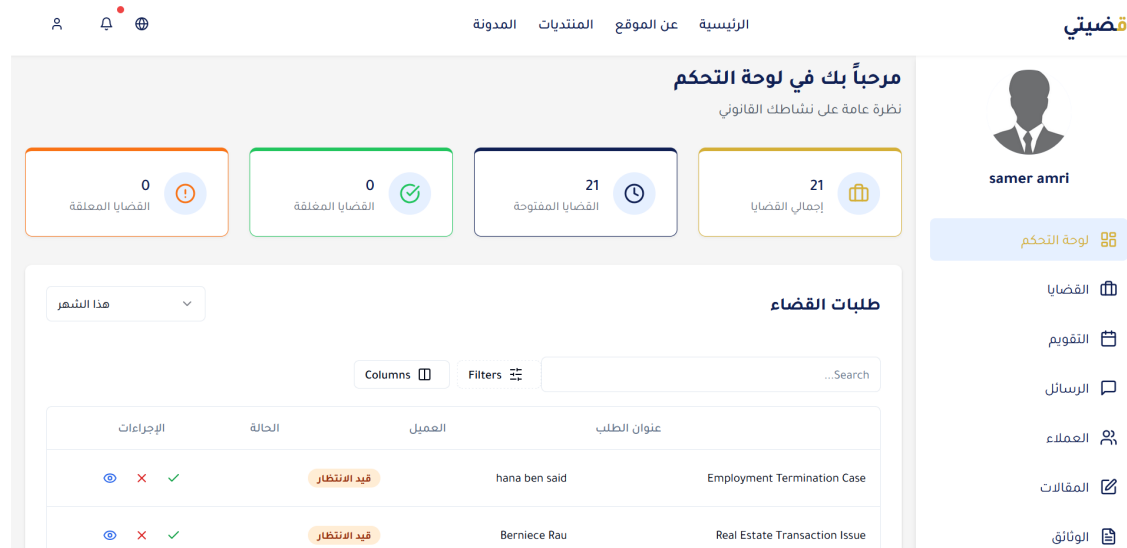 قضيتي
الرئيسية عن الموقع المنتديات المدونة
samer amri
لوحة التحكم
القضايا
التقويم
الرسائل
العملاء
المقالات
الوثائق
مرحباً بك في لوحة التحكم
نظرة عامة على نشاطك القانوني
21
إجمالي القضايا
21
القضايا المفتوحة
0
القضايا المغلقة
0
القضايا المعلقة
طلبات القضاء
هذا الشهر
Search...
Filters
Columns
عنوان الطلب العميل الحالة الإجراءات
Employment Termination Case hana ben said قيد الانتظار
Real Estate Transaction Issue Berniece Rau قيد الانتظار